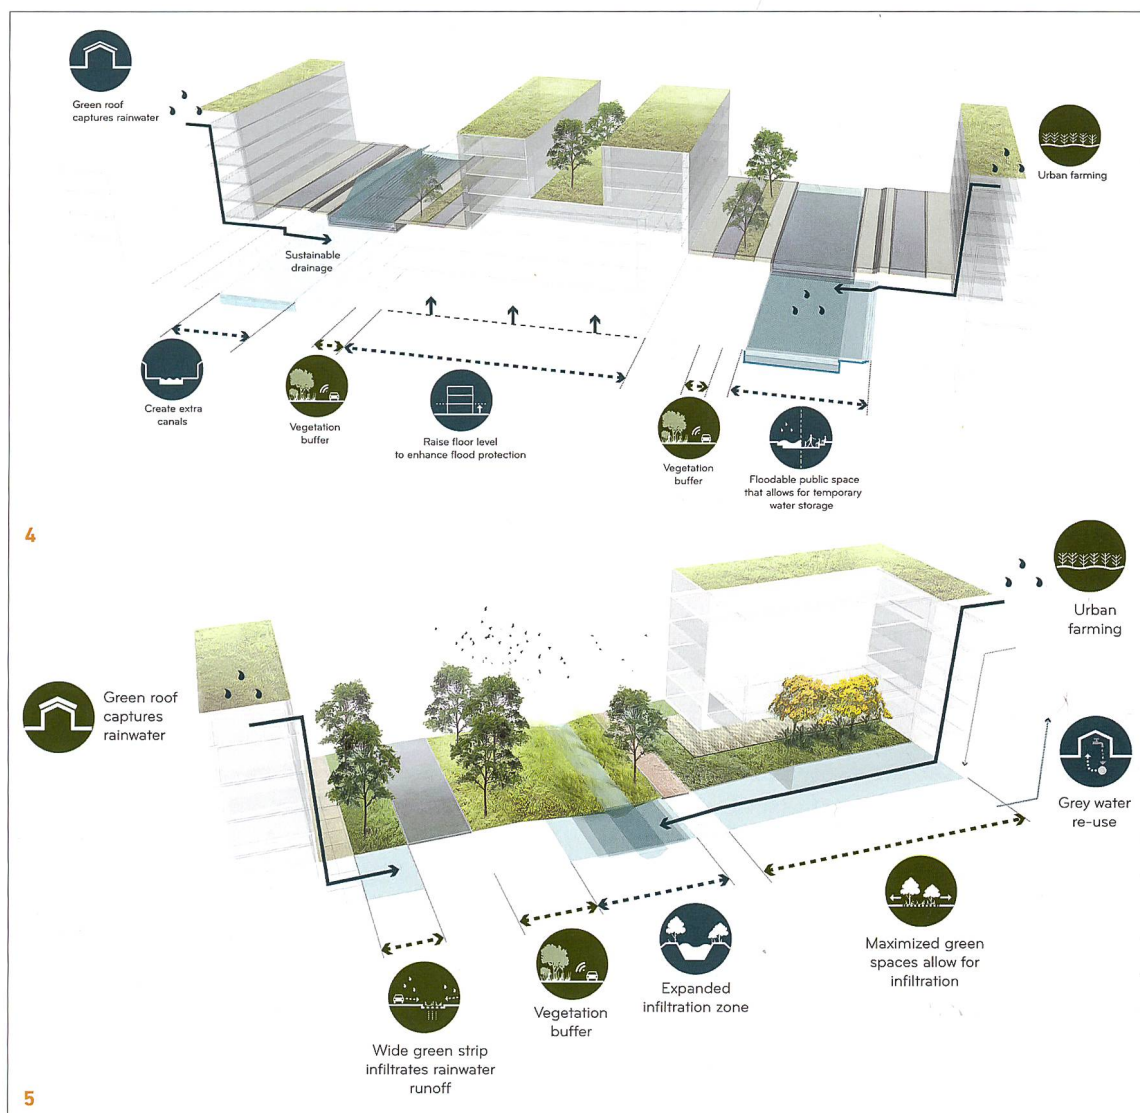 Green roof
captures rainwater
Urban farming
Sustainable
drainage
Create extra
canals
Vegetation
buffer
Raise floor level
to enhance flood protection
Vegetation
buffer
Floodable public space
that allows for temporary
water storage
4
Urban
farming
Green roof
captures
rainwater
Grey water
re-use
Maximized green
spaces allow for
infiltration
Expanded
infiltration zone
Vegetation
buffer
Wide green strip
infiltrates rainwater
runoff
5